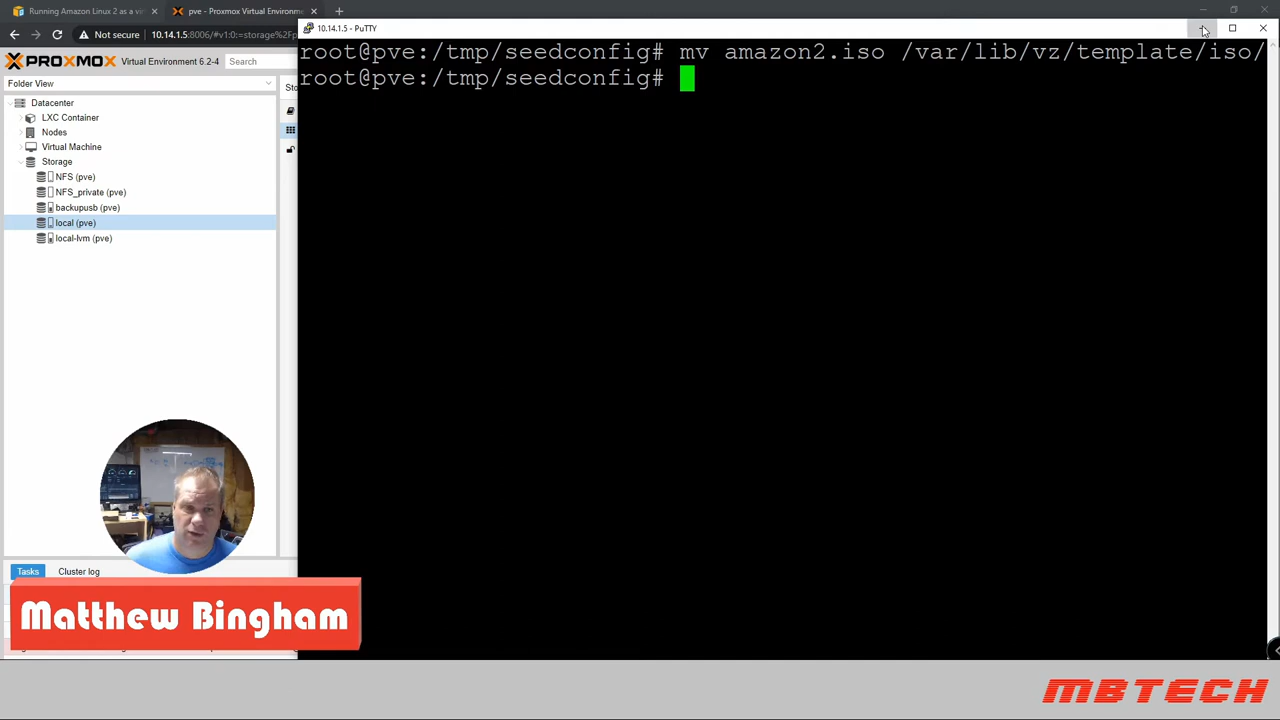 Running Amazon Linux 2 as a vir
pve - Proxmox Virtual Environme
Not secure
10.14.1.5:8006/#v1:0:=storage%2Fp
PROXMOX Virtual Environment 6.2-4
Search
Folder View
Datacenter
LXC Container
Nodes
Virtual Machine
Storage
NFS (pve)
NFS_private (pve)
backupusb (pve)
local (pve)
local-lvm (pve)
Sto
10.14.1.5 - PuTTY
root@pve:/tmp/seedconfig# mv amazon2.iso /var/lib/vz/template/iso/
root@pve:/tmp/seedconfig#
Tasks
Cluster log
Matthew Bingham
MBTECH